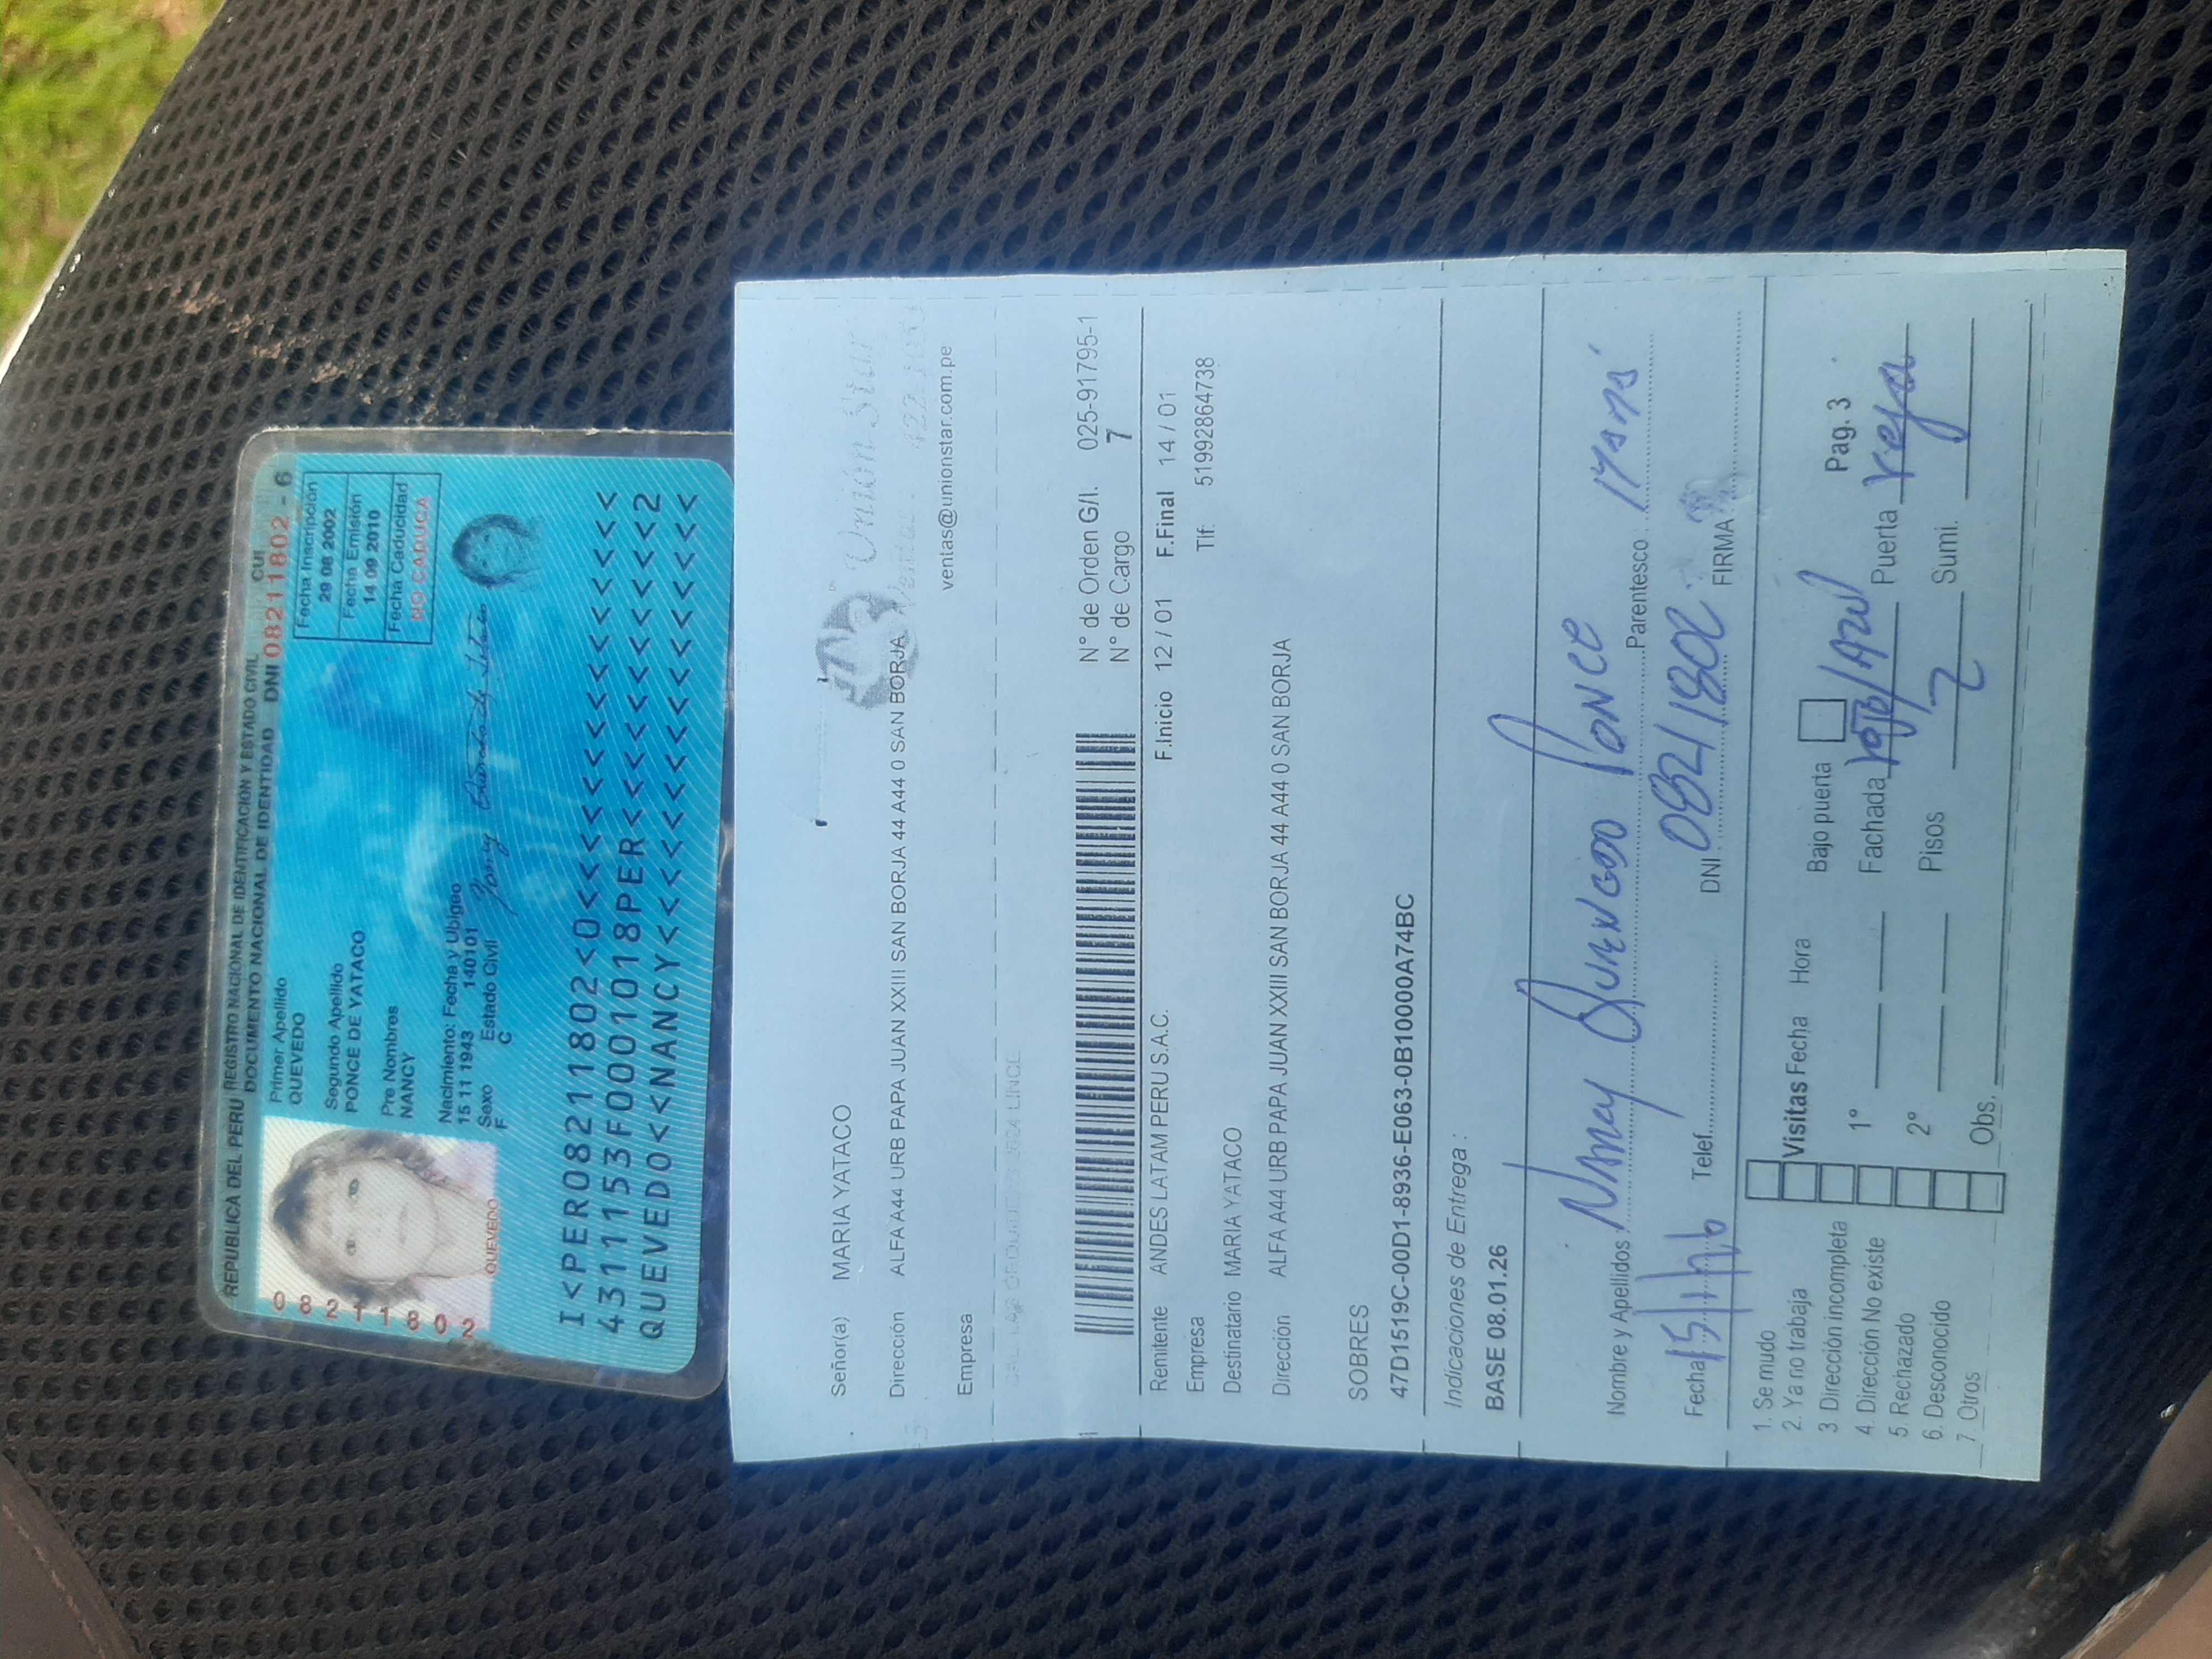 REPUBLICA DEL PERU REGISTRO NACIONAL DE IDENTIFICACION Y ESTADO CIVIL CUI
DOCUMENTO NACIONAL DE IDENTIDAD DNI 08211802 - 6
Primer Apellido
QUEVEDO
Segundo Apellido
PONCE DE YATACO
Pre Nombres
NANCY
Nacimiento: Fecha y Ubigeo
15 11 1943 140101
Sexo Estado Civil
F C
Fecha Inscripción
29 08 2002
Fecha Emisión
14 09 2010
Fecha Caducidad
NO CADUCA
08211802
QUEVEDO
I<PER08211802<0<<<<<<<<<<<<<<<
4311153F0001018PER<<<<<<<<<<<2
QUEVEDO<<NANCY<<<<<<<<<<<<<<<<
Unión Star
ventas@unionstar.com.pe
Señor(a) MARIA YATACO
Dirección ALFA A44 URB PAPA JUAN XXIII SAN BORJA 44 A44 0 SAN BORJA
Empresa
N° de Orden G/I. 025-91795-1
N° de Cargo 7
Remitente ANDES LATAM PERU S.A.C. F.Inicio 12 / 01 F.Final 14 / 01
Empresa Tlf: 519928647​38
Destinatario MARIA YATACO
Dirección ALFA A44 URB PAPA JUAN XXIII SAN BORJA 44 A44 0 SAN BORJA
SOBRES
47D1519C-00D1-8936-E063-0B10000A74BC
Indicaciones de Entrega :
BASE 08.01.26
Nombre y Apellidos : Nancy Quevedo Ponce Parentesco
Fecha Telef. DNI 08211802 FIRMA
1. Se mudo
2. Ya no trabaja
3 Dirección incompleta
4. Dirección No existe
5. Rechazado
6. Desconocido
7. Otros
Visitas Fecha Hora
1°
2°
Obs.
Bajo puerta Pag. 3
Fachada Rojo/Azul Puerta reja
Pisos 2 Sumi.